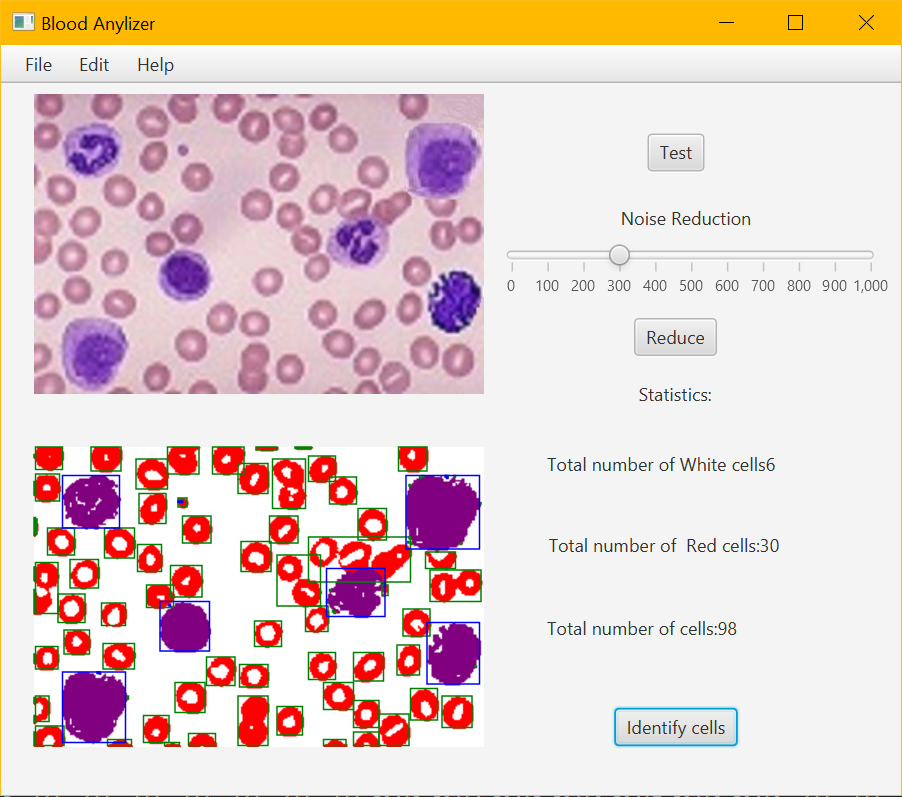 Blood Anylizer
File Edit Help
Test
Noise Reduction
0 100 200 300 400 500 600 700 800 900 1,000
Reduce
Statistics:
Total number of White cells6
Total number of  Red cells:30
Total number of cells:98
Identify cells